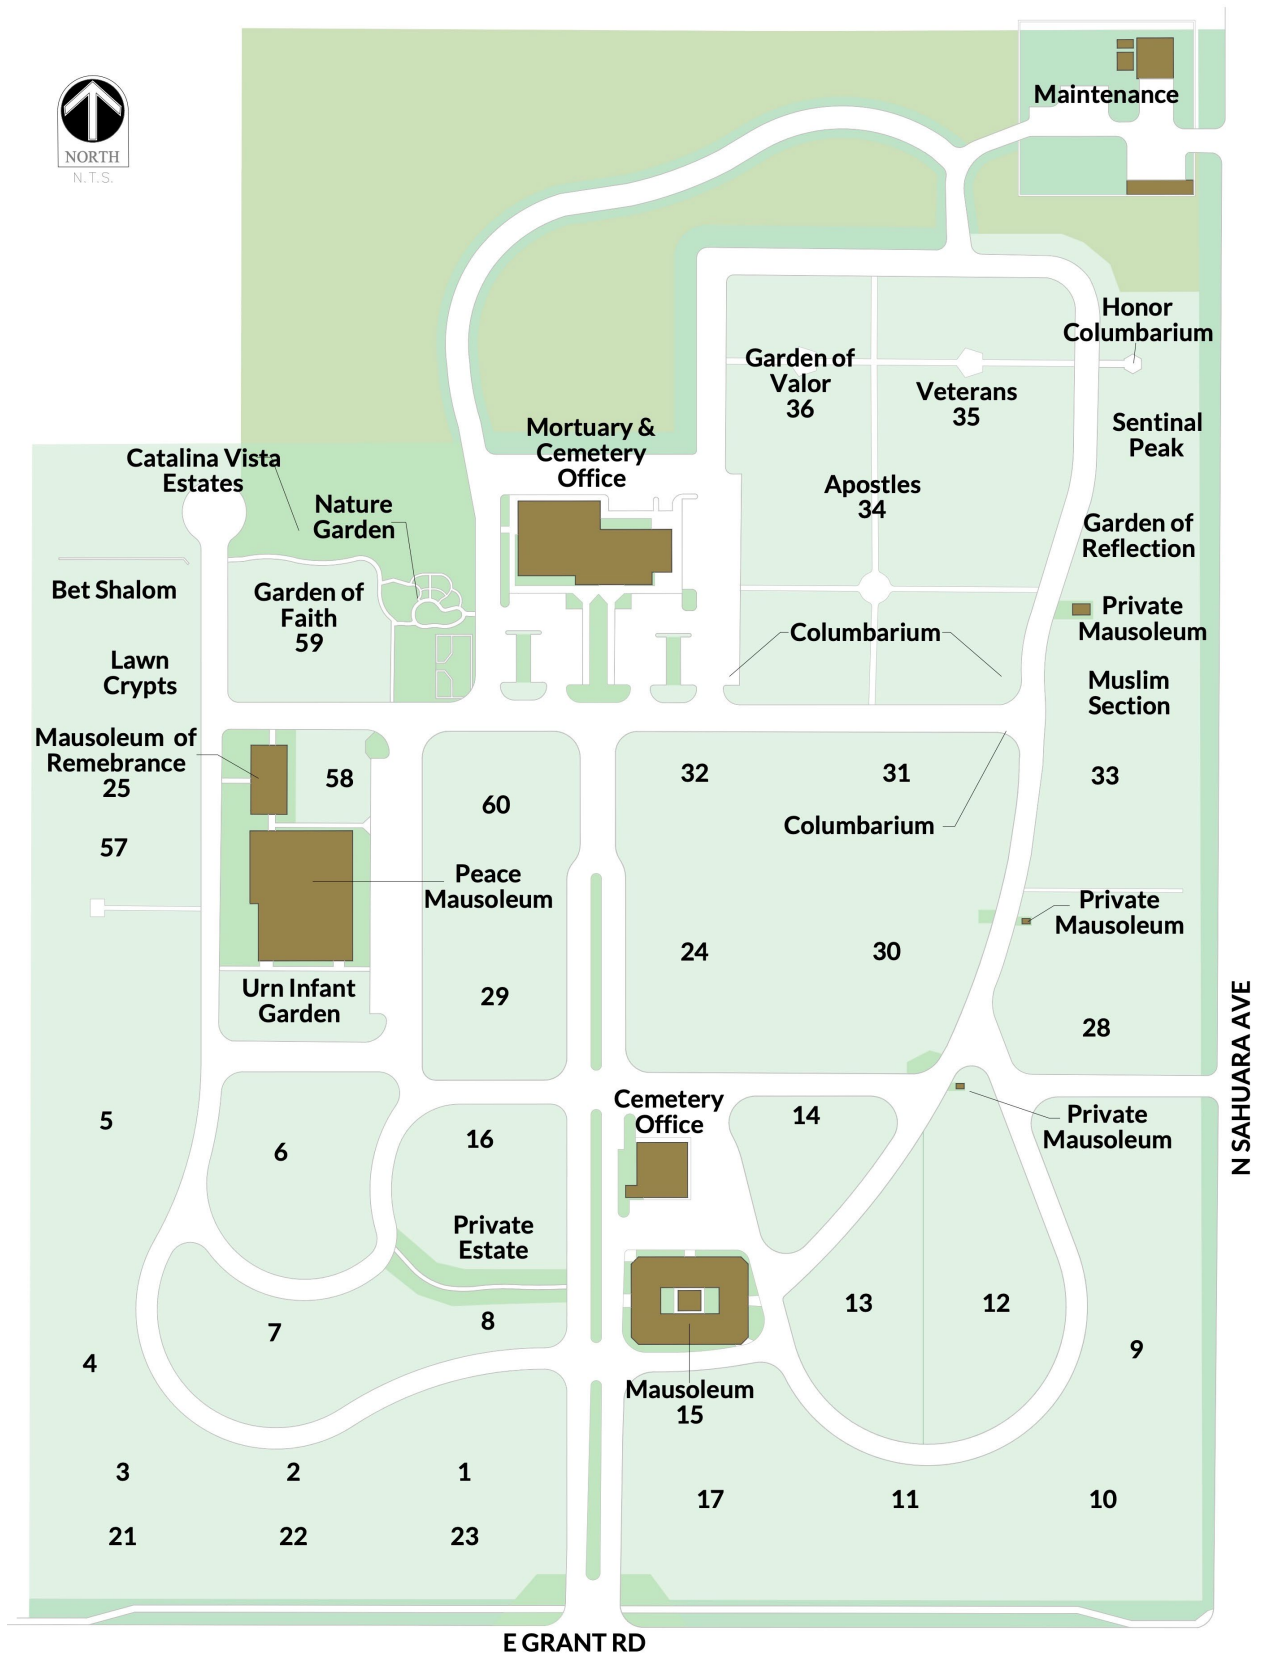 NORTH
N.T.S.
Maintenance
Honor
Columbarium
Garden of
Valor
36
Veterans
35
Sentinal
Peak
Mortuary &
Cemetery
Office
Catalina Vista
Estates
Nature
Garden
Apostles
34
Garden of
Reflection
Bet Shalom
Garden of
Faith
59
Private
Mausoleum
Columbarium
Lawn
Crypts
Muslim
Section
Mausoleum of
Remebrance
25
58
60
32
31
33
Columbarium
57
Peace
Mausoleum
Private
Mausoleum
24
30
Urn Infant
Garden
29
28
N SAHUARA AVE
5
6
16
Cemetery
Office
14
Private
Mausoleum
Private
Estate
7
8
13
12
9
4
Mausoleum
15
3
2
1
17
11
10
21
22
23
E GRANT RD